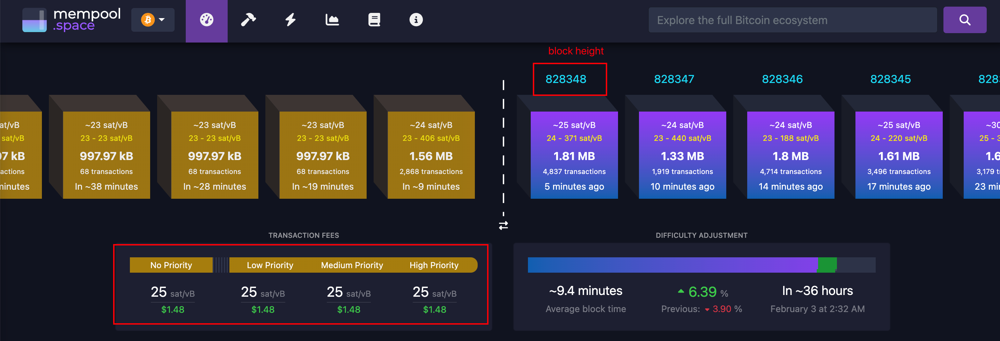 mempool
.space
Explore the full Bitcoin ecosystem
block height
828348
828347
828346
828345
828
at/vB
sat/vB
97 kB
actions
minutes
~23 sat/vB
23 - 23 sat/vB
997.97 kB
68 transactions
In ~38 minutes
~23 sat/vB
23 - 23 sat/vB
997.97 kB
68 transactions
In ~28 minutes
~23 sat/vB
23 - 23 sat/vB
997.97 kB
68 transactions
In ~19 minutes
~24 sat/vB
23 - 406 sat/vB
1.56 MB
2,868 transactions
In ~9 minutes
~25 sat/vB
24 - 371 sat/vB
1.81 MB
4,837 transactions
5 minutes ago
~24 sat/vB
23 - 440 sat/vB
1.33 MB
1,919 transactions
10 minutes ago
~24 sat/vB
23 - 188 sat/vB
1.8 MB
4,714 transactions
14 minutes ago
~25 sat/vB
24 - 220 sat/vB
1.61 MB
3,496 transactions
17 minutes ago
~30
25 - 3
1.6
3,179 t
23 mi
TRANSACTION FEES
No Priority
Low Priority
Medium Priority
High Priority
25 sat/vB
25 sat/vB
25 sat/vB
25 sat/vB
$1.48
$1.48
$1.48
$1.48
DIFFICULTY ADJUSTMENT
~9.4 minutes
6.39 %
In ~36 hours
Average block time
Previous: 3.90 %
February 3 at 2:32 AM